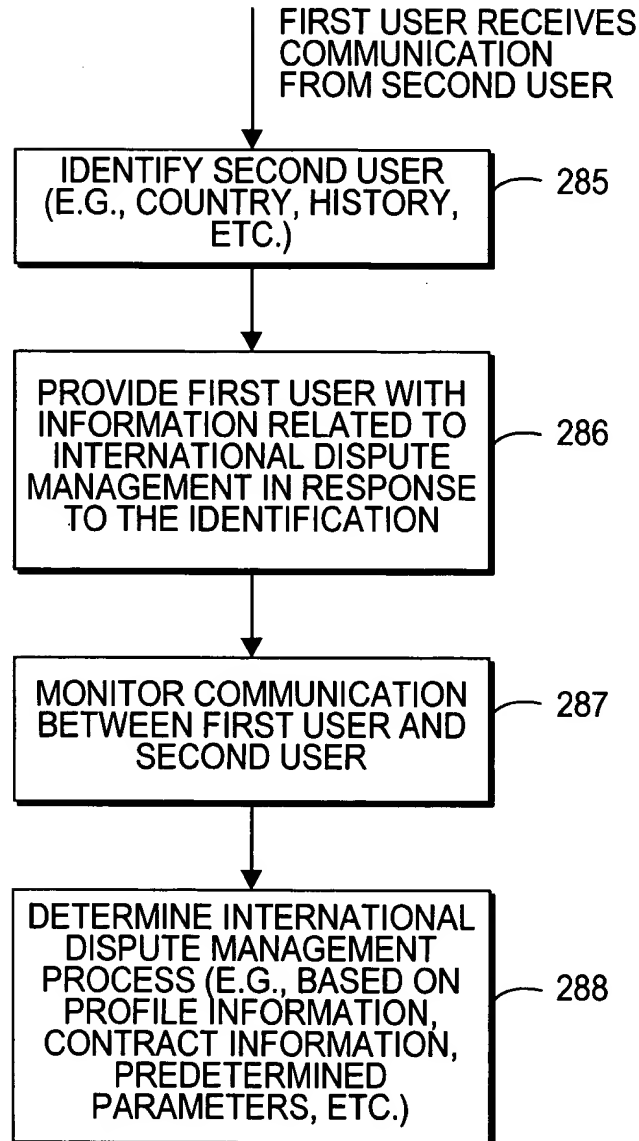 FIRST USER RECEIVES
COMMUNICATION
FROM SECOND USER
IDENTIFY SECOND USER
(E.G., COUNTRY, HISTORY,
ETC.)
285
PROVIDE FIRST USER WITH
INFORMATION RELATED TO
INTERNATIONAL DISPUTE
MANAGEMENT IN RESPONSE
TO THE IDENTIFICATION
286
MONITOR COMMUNICATION
BETWEEN FIRST USER AND
SECOND USER
287
DETERMINE INTERNATIONAL
DISPUTE MANAGEMENT
PROCESS (E.G., BASED ON
PROFILE INFORMATION,
CONTRACT INFORMATION,
PREDETERMINED
PARAMETERS, ETC.)
288